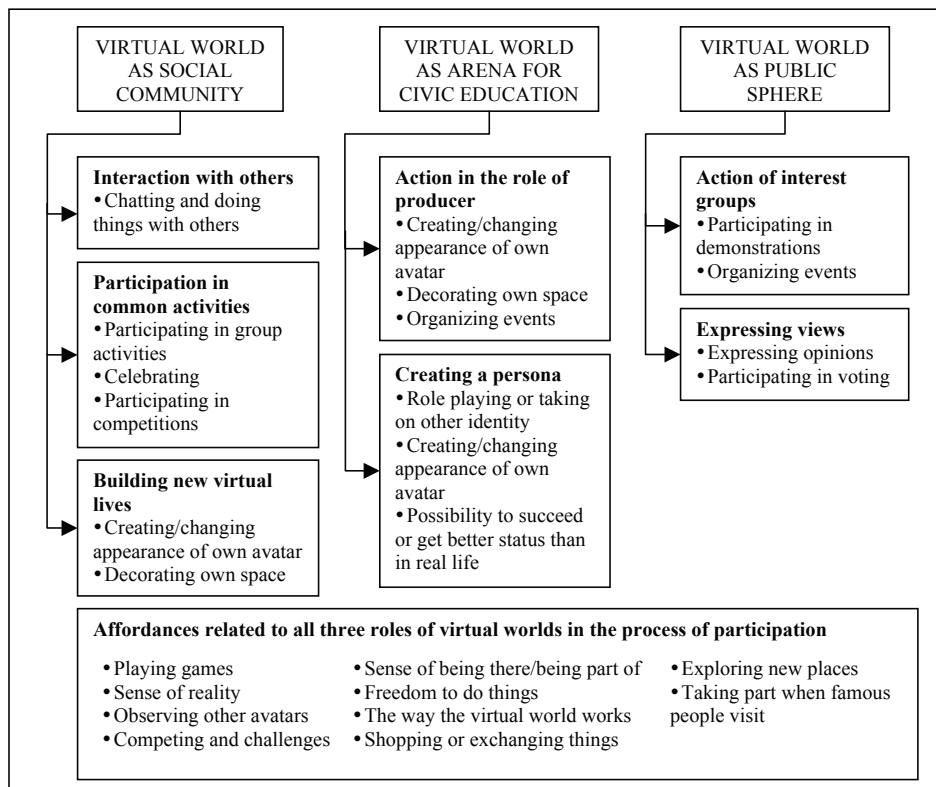 VIRTUAL WORLD
AS SOCIAL
COMMUNITY
Interaction with others
• Chatting and doing
things with others
Participation in
common activities
• Participating in group
activities
• Celebrating
• Participating in
competitions
Building new virtual
lives
• Creating/changing
appearance of own avatar
• Decorating own space
VIRTUAL WORLD
AS ARENA FOR
CIVIC EDUCATION
Action in the role of
producer
• Creating/changing
appearance of own
avatar
• Decorating own space
• Organizing events
Creating a persona
• Role playing or taking
on other identity
• Creating/changing
appearance of own
avatar
• Possibility to succeed
or get better status than
in real life
VIRTUAL WORLD
AS PUBLIC
SPHERE
Action of interest
groups
• Participating in
demonstrations
• Organizing events
Expressing views
• Expressing opinions
• Participating in voting
Affordances related to all three roles of virtual worlds in the process of participation
• Playing games
• Sense of reality
• Observing other avatars
• Competing and challenges
• Sense of being there/being part of
• Freedom to do things
• The way the virtual world works
• Shopping or exchanging things
• Exploring new places
• Taking part when famous
people visit